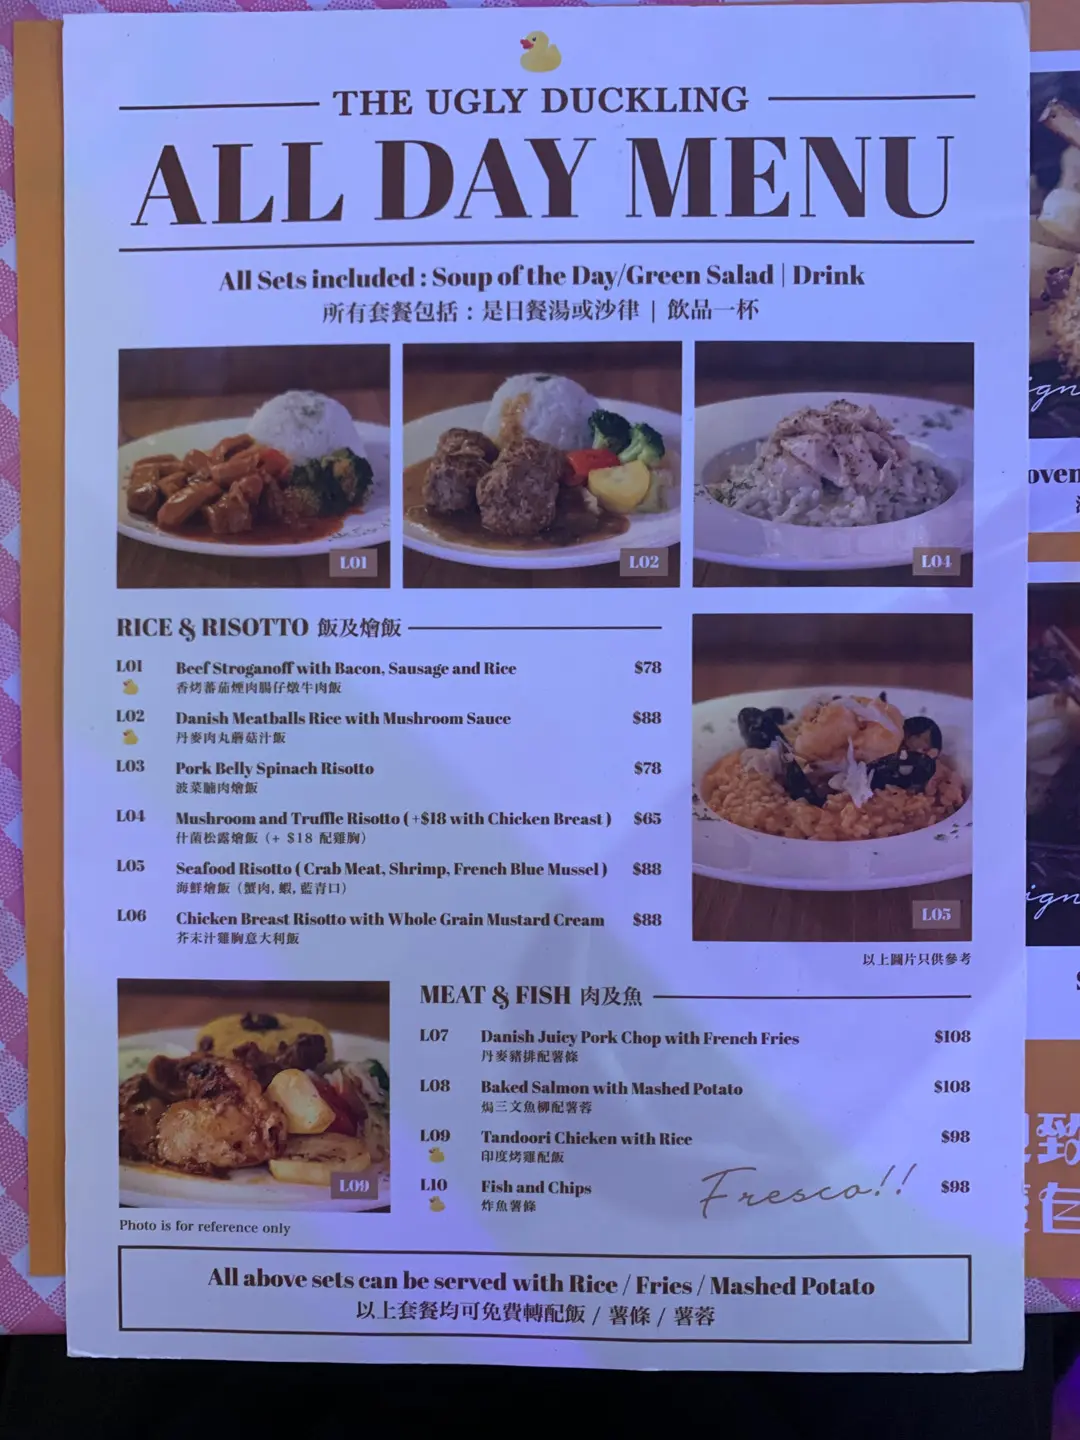 THE UGLY DUCKLING
ALL DAY MENU
All Sets included : Soup of the Day/Green Salad | Drink
所有套餐包括：是日餐湯或沙律 | 飲品一杯
L01
L02
L04
RICE & RISOTTO 飯及燴飯
L01 Beef Stroganoff with Bacon, Sausage and Rice $78
香烤蕃茄煙肉腸仔燉牛肉飯
L02 Danish Meatballs Rice with Mushroom Sauce $88
丹麥肉丸蘑菇汁飯
L03 Pork Belly Spinach Risotto $78
菠菜腩肉燴飯
L04 Mushroom and Truffle Risotto ( +$18 with Chicken Breast ) $65
什菌松露燴飯（+ $18 配雞胸）
L05 Seafood Risotto ( Crab Meat, Shrimp, French Blue Mussel ) $88
海鮮燴飯（蟹肉, 蝦, 藍青口）
L06 Chicken Breast Risotto with Whole Grain Mustard Cream $88
芥末汁雞胸意大利飯
L05
以上圖片只供參考
MEAT & FISH 肉及魚
L07 Danish Juicy Pork Chop with French Fries $108
丹麥豬排配薯條
L08 Baked Salmon with Mashed Potato $108
焗三文魚柳配薯蓉
L09 Tandoori Chicken with Rice $98
印度烤雞配飯
L10 Fish and Chips $98
炸魚薯條
Fresco!!
L09
Photo is for reference only
All above sets can be served with Rice / Fries / Mashed Potato
以上套餐均可免費轉配飯 / 薯條 / 薯蓉